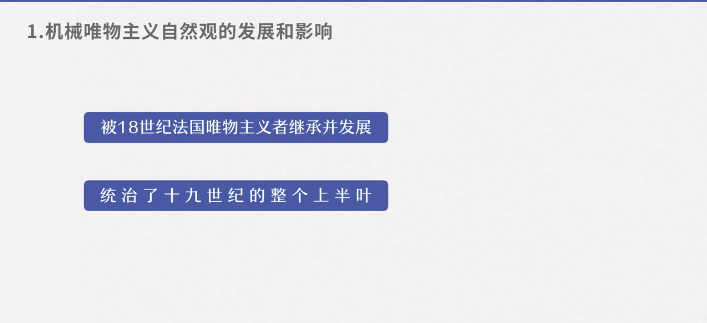 1.机械唯物主义自然观的发展和影响
被18世纪法国唯物主义者继承并发展
统治了十九世纪的整个上半叶